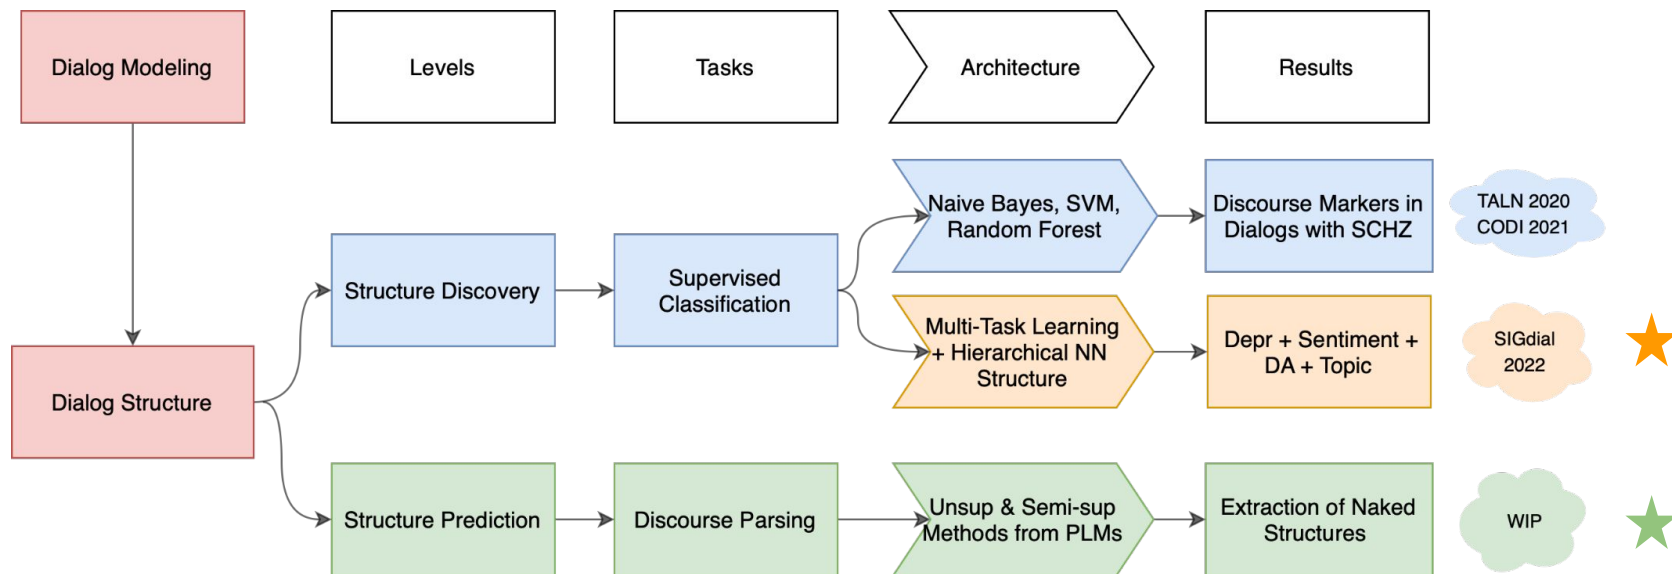 Dialog Modeling
Levels
Tasks
Architecture
Results
Naive Bayes, SVM,
Random Forest
Discourse Markers in
Dialogs with SCHZ
TALN 2020
CODI 2021
Structure Discovery
Supervised
Classification
Multi-Task Learning
+ Hierarchical NN
Structure
Depr + Sentiment +
DA + Topic
SIGdial
2022
Dialog Structure
Structure Prediction
Discourse Parsing
Unsup & Semi-sup
Methods from PLMs
Extraction of Naked
Structures
WIP